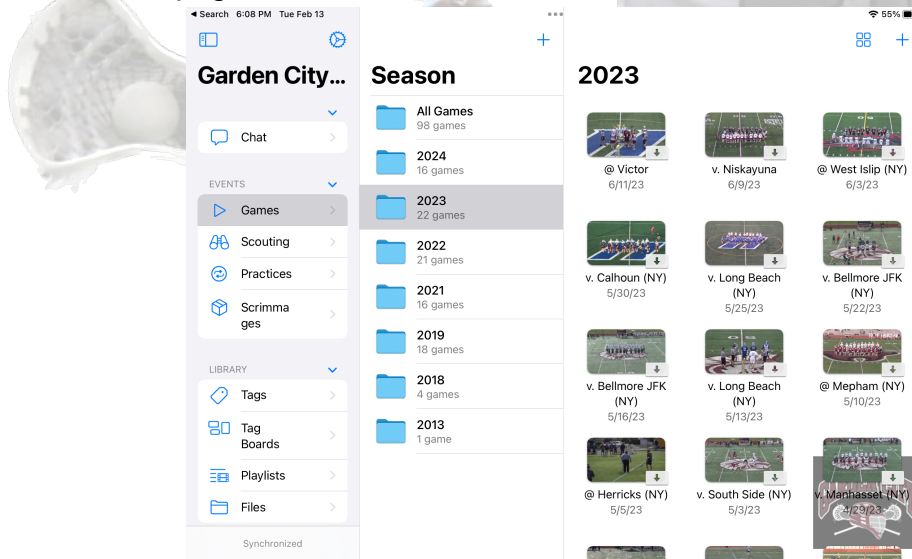 Search 6:08 PM Tue Feb 13
55%
Garden City...
Chat
EVENTS
Games
Scouting
Practices
Scrimma
ges
LIBRARY
Tags
Tag
Boards
Playlists
Files
Synchronized
Season
All Games
98 games
2024
16 games
2023
22 games
2022
21 games
2021
16 games
2019
18 games
2018
4 games
2013
1 game
2023
@ Victor
6/11/23
v. Niskayuna
6/9/23
@ West Islip (NY)
6/3/23
v. Calhoun (NY)
5/30/23
v. Long Beach
(NY)
5/25/23
v. Bellmore JFK
(NY)
5/22/23
v. Bellmore JFK
(NY)
5/16/23
v. Long Beach
(NY)
5/13/23
@ Mepham (NY)
5/10/23
@ Herricks (NY)
5/5/23
v. South Side (NY)
5/3/23
v. Manhasset (NY)
4/29/23